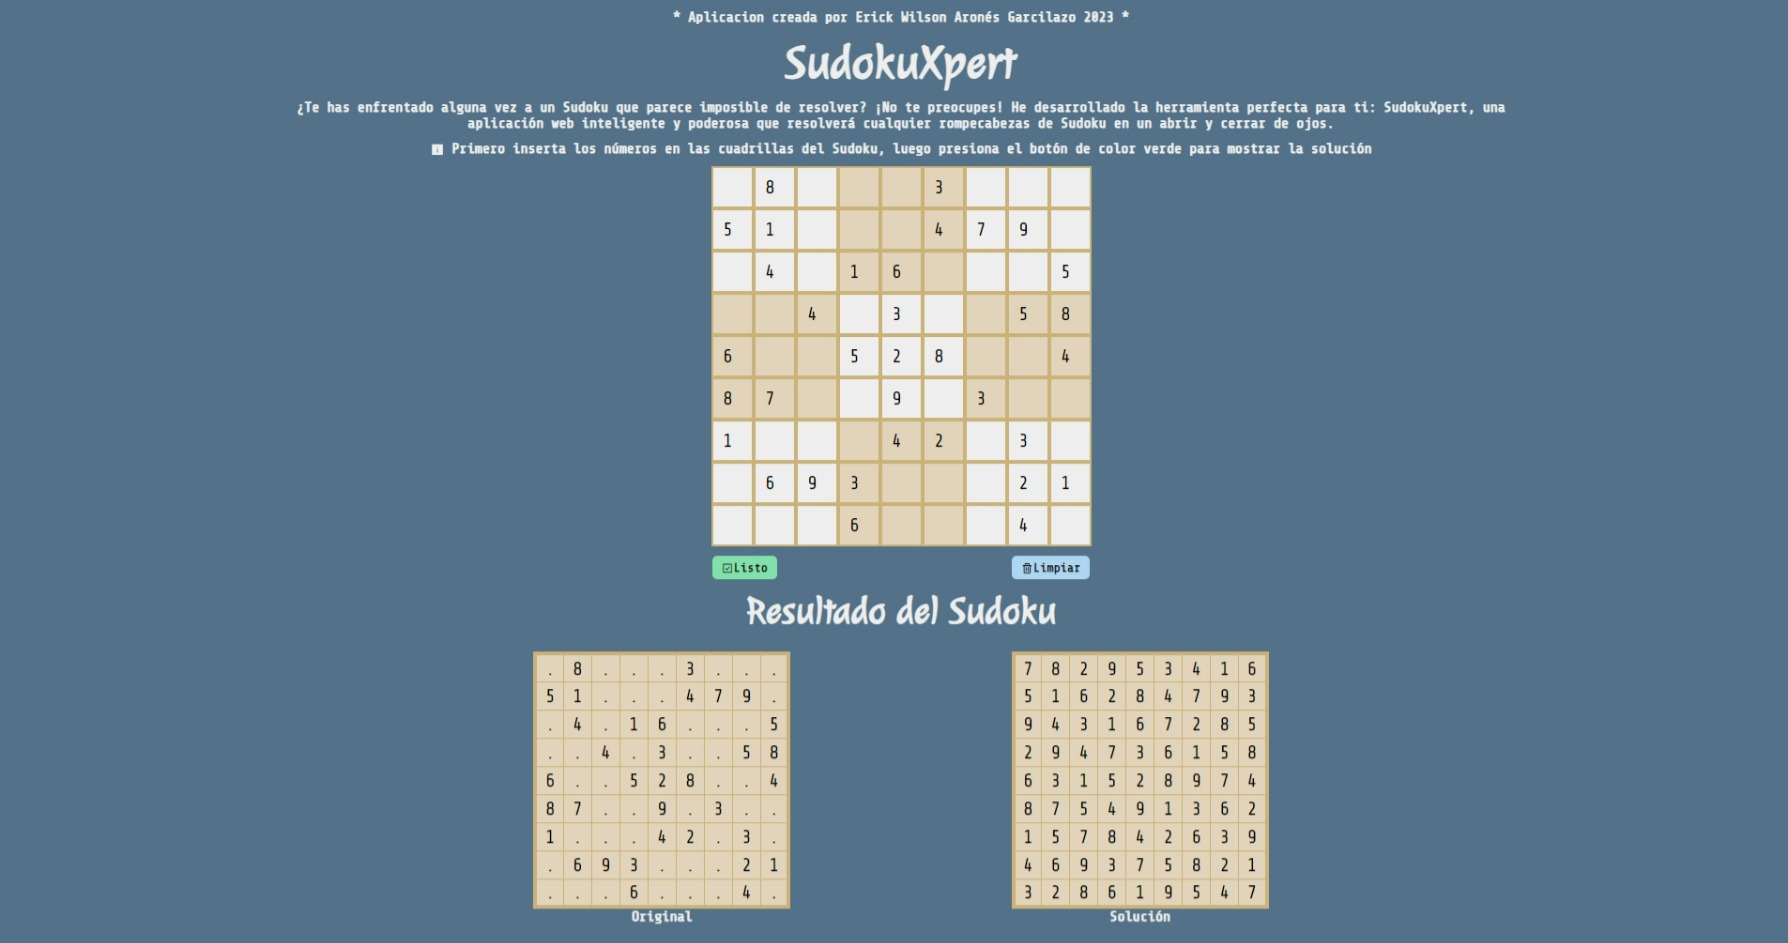 * Aplicacion creada por Erick Wilson Aronés Garcilazo 2023 *
SudokuXpert
¿Te has enfrentado alguna vez a un Sudoku que parece imposible de resolver? ¡No te preocupes! He desarrollado la herramienta perfecta para ti: SudokuXpert, una
aplicación web inteligente y poderosa que resolverá cualquier rompecabezas de Sudoku en un abrir y cerrar de ojos.
Primero inserta los números en las cuadrillas del Sudoku, luego presiona el botón de color verde para mostrar la solución
8 3
5 1 4 7 9
4 1 6 5
4 3 5 8
6 5 2 8 4
8 7 9 3
1 4 2 3
6 9 3 2 1
6 4
Listo Limpiar
Resultado del Sudoku
. 8 . . . 3 . . .
5 1 . . . 4 7 9 .
. 4 . 1 6 . . . 5
. . 4 . 3 . . 5 8
6 . . 5 2 8 . . 4
8 7 . . 9 . 3 . .
1 . . . 4 2 . 3 .
. 6 9 3 . . . 2 1
. . . 6 . . . 4 .
Original
7 8 2 9 5 3 4 1 6
5 1 6 2 8 4 7 9 3
9 4 3 1 6 7 2 8 5
2 9 4 7 3 6 1 5 8
6 3 1 5 2 8 9 7 4
8 7 5 4 9 1 3 6 2
1 5 7 8 4 2 6 3 9
4 6 9 3 7 5 8 2 1
3 2 8 6 1 9 5 4 7
Solución